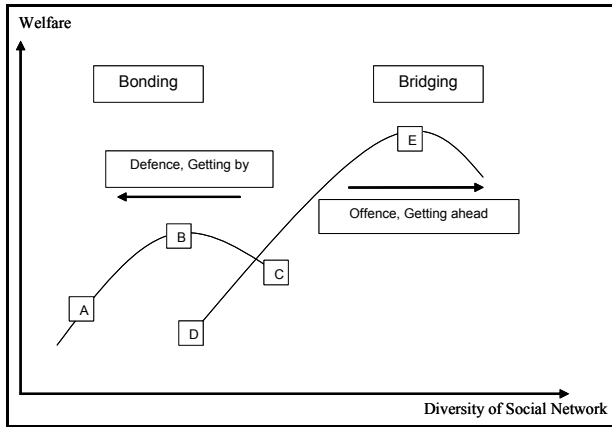 Welfare
Bonding
Bridging
Defence, Getting by
E
Offence, Getting ahead
B
C
A
D
Diversity of Social Network